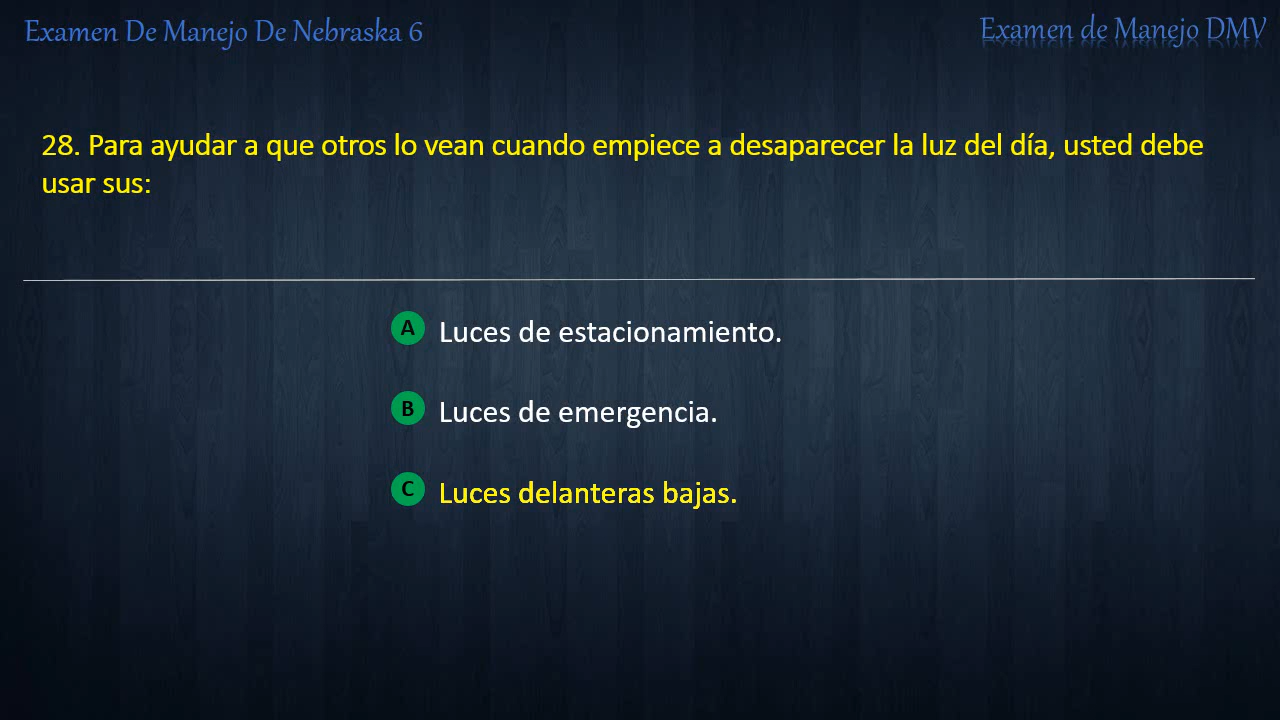 Examen De Manejo De Nebraska 6
Examen de Manejo DMV
28. Para ayudar a que otros lo vean cuando empiece a desaparecer la luz del día, usted debe
usar sus:
A Luces de estacionamiento.
B Luces de emergencia.
C Luces delanteras bajas.